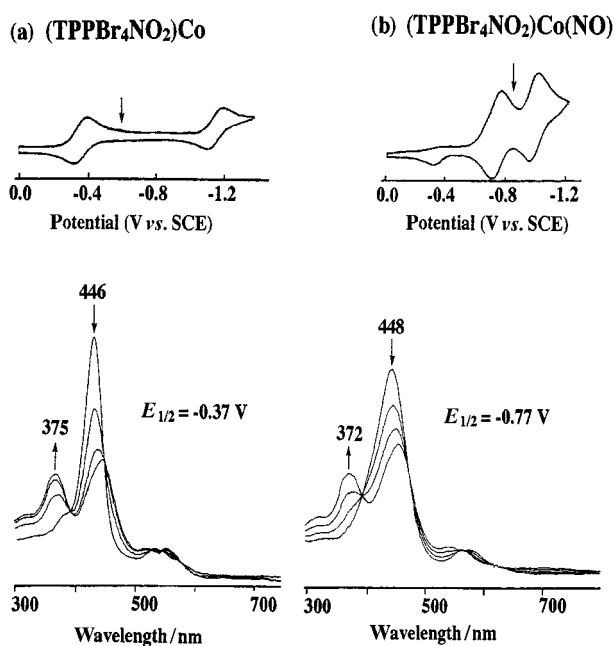 (a) (TPPBr₄NO₂)Co
0.0 -0.4 -0.8 -1.2
Potential (V vs. SCE)
446
375
E₁/₂ = -0.37 V
300 500 700
Wavelength/nm
(b) (TPPBr₄NO₂)Co(NO)
0.0 -0.4 -0.8 -1.2
Potential (V vs. SCE)
448
372
E₁/₂ = -0.77 V
300 500 700
Wavelength/nm